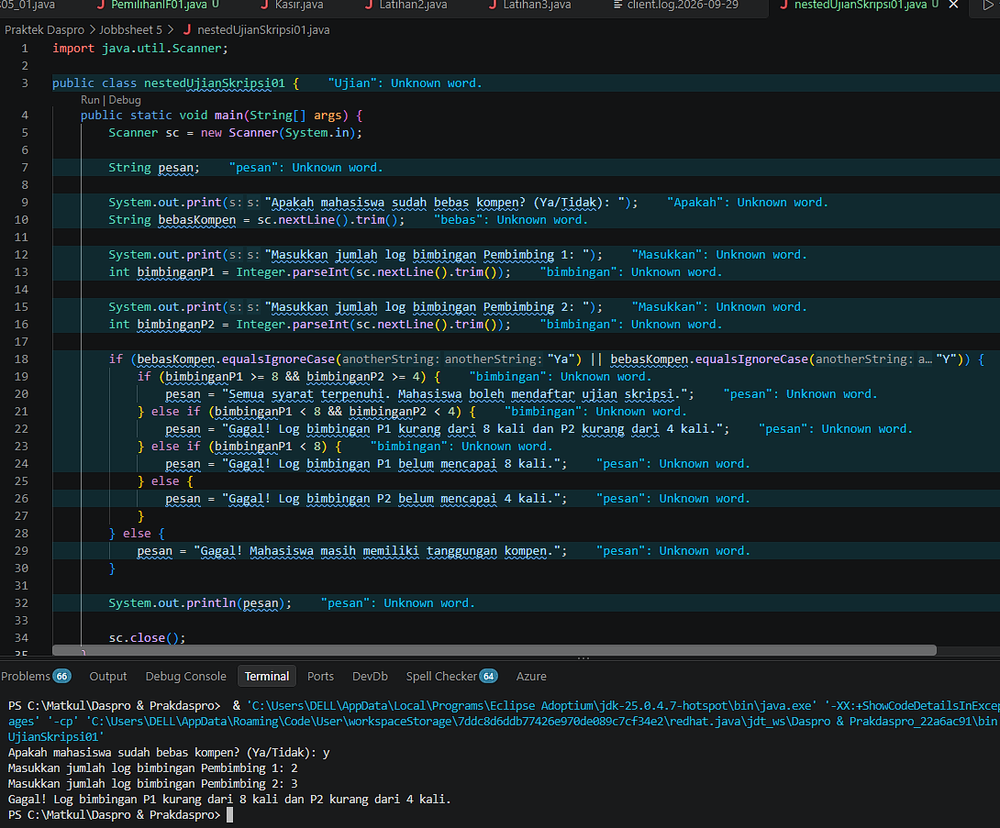 s05_01.java PemilihanIF01.java U Kasir.java Latihan2.java Latihan3.java client.log.2026-09-29 nestedUjianSkripsi01.java U
Praktek Daspro > Jobbsheet 5 > nestedUjianSkripsi01.java
1 import java.util.Scanner;
2
3 public class nestedUjianSkripsi01 { "Ujian": Unknown word.
Run | Debug
4 public static void main(String[] args) {
5 Scanner sc = new Scanner(System.in);
6
7 String pesan; "pesan": Unknown word.
8
9 System.out.print(s: s: "Apakah mahasiswa sudah bebas kompen? (Ya/Tidak): "); "Apakah": Unknown word.
10 String bebasKompen = sc.nextLine().trim(); "bebas": Unknown word.
11
12 System.out.print(s: s: "Masukkan jumlah log bimbingan Pembimbing 1: "); "Masukkan": Unknown word.
13 int bimbinganP1 = Integer.parseInt(sc.nextLine().trim()); "bimbingan": Unknown word.
14
15 System.out.print(s: s: "Masukkan jumlah log bimbingan Pembimbing 2: "); "Masukkan": Unknown word.
16 int bimbinganP2 = Integer.parseInt(sc.nextLine().trim()); "bimbingan": Unknown word.
17
18 if (bebasKompen.equalsIgnoreCase(anotherString: anotherString: "Ya") || bebasKompen.equalsIgnoreCase(anotherString: a… "Y")) {
19 if (bimbinganP1 >= 8 && bimbinganP2 >= 4) { "bimbingan": Unknown word.
20 pesan = "Semua syarat terpenuhi. Mahasiswa boleh mendaftar ujian skripsi."; "pesan": Unknown word.
21 } else if (bimbinganP1 < 8 && bimbinganP2 < 4) { "bimbingan": Unknown word.
22 pesan = "Gagal! Log bimbingan P1 kurang dari 8 kali dan P2 kurang dari 4 kali."; "pesan": Unknown word.
23 } else if (bimbinganP1 < 8) { "bimbingan": Unknown word.
24 pesan = "Gagal! Log bimbingan P1 belum mencapai 8 kali."; "pesan": Unknown word.
25 } else {
26 pesan = "Gagal! Log bimbingan P2 belum mencapai 4 kali."; "pesan": Unknown word.
27 }
28 } else {
29 pesan = "Gagal! Mahasiswa masih memiliki tanggungan kompen."; "pesan": Unknown word.
30 }
31
32 System.out.println(pesan); "pesan": Unknown word.
33
34 sc.close();
35 }
Problems 66 Output Debug Console Terminal Ports DevDb Spell Checker 64 Azure
PS C:\Matkul\Daspro & Prakdaspro> & 'C:\Users\DELL\AppData\Local\Programs\Eclipse Adoptium\jdk-25.0.4.7-hotspot\bin\java.exe' '-XX:+ShowCodeDetailsInExcep
ages' '-cp' 'C:\Users\DELL\AppData\Roaming\Code\User\workspaceStorage\7ddc8d6ddb77426e970de089c7cf34e2\redhat.java\jdt_ws\Daspro & Prakdaspro_22a6ac91\bin
UjianSkripsi01'
Apakah mahasiswa sudah bebas kompen? (Ya/Tidak): y
Masukkan jumlah log bimbingan Pembimbing 1: 2
Masukkan jumlah log bimbingan Pembimbing 2: 3
Gagal! Log bimbingan P1 kurang dari 8 kali dan P2 kurang dari 4 kali.
PS C:\Matkul\Daspro & Prakdaspro>